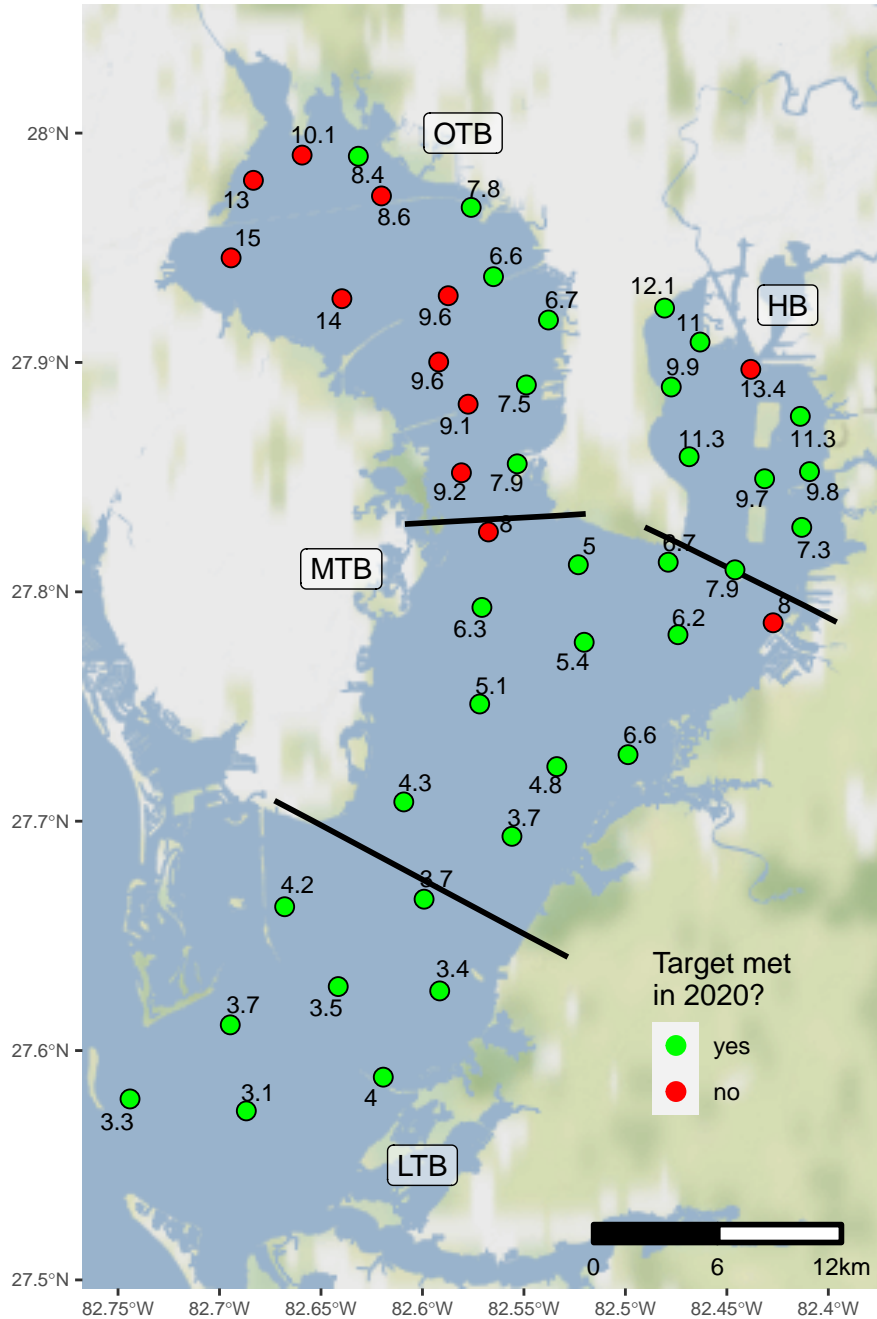 28°N
10.1
OTB
8.4
13
7.8
8.6
15
6.6
12.1
6.7
HB
14
9.6
11
27.9°N
9.6
9.9
7.5
13.4
9.1
11.3
11.3
9.2
7.9
9.7
9.8
8
7.3
MTB
5
6.7
7.9
27.8°N
8
6.3
6.2
5.4
5.1
6.6
4.3
4.8
27.7°N
3.7
4.2
3.7
3.4
3.5
Target met
in 2020?
3.7
yes
27.6°N
no
3.3
3.1
4
LTB
0
6
12km
27.5°N
82.75°W
82.7°W
82.65°W
82.6°W
82.55°W
82.5°W
82.45°W
82.4°W